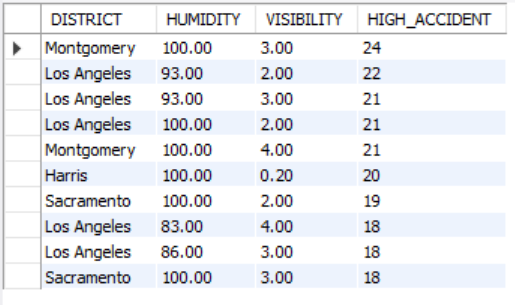 DISTRICT HUMIDITY VISIBILITY HIGH_ACCIDENT
Montgomery 100.00 3.00 24
Los Angeles 93.00 2.00 22
Los Angeles 93.00 3.00 21
Los Angeles 100.00 2.00 21
Montgomery 100.00 4.00 21
Harris 100.00 0.20 20
Sacramento 100.00 2.00 19
Los Angeles 83.00 4.00 18
Los Angeles 86.00 3.00 18
Sacramento 100.00 3.00 18